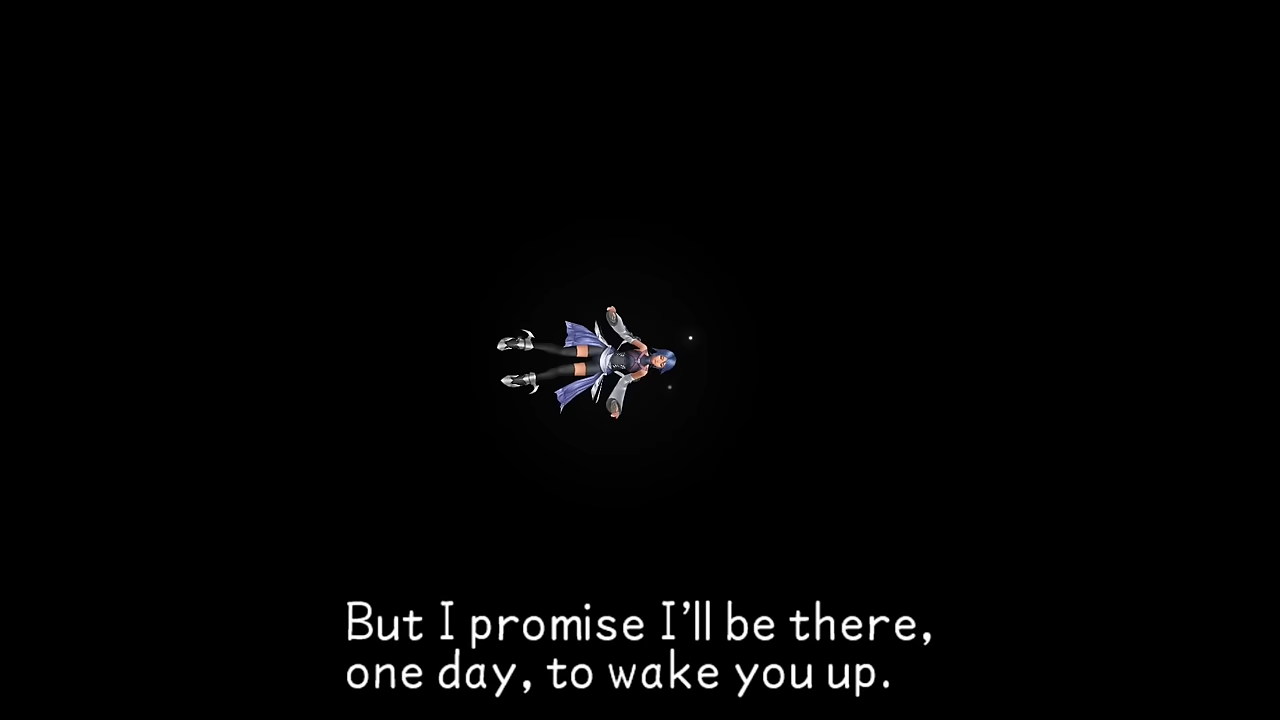 But I promise I'll be there,
one day, to wake you up.